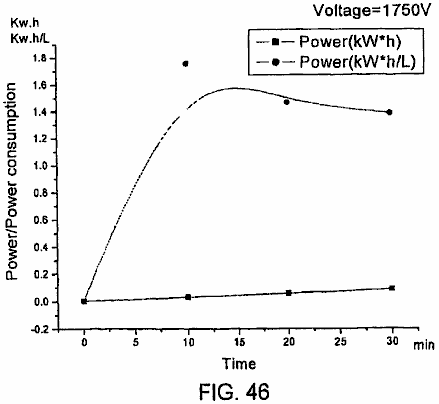 Voltage=1750V
Kw.h
Kw.h/L
Power(kW*h)
Power(kW*h/L)
Power/Power consumption
1.8
1.6
1.4
1.2
1.0
0.8
0.6
0.4
0.2
0.0
-0.2
0 5 10 15 20 25 30 min
Time
FIG. 46